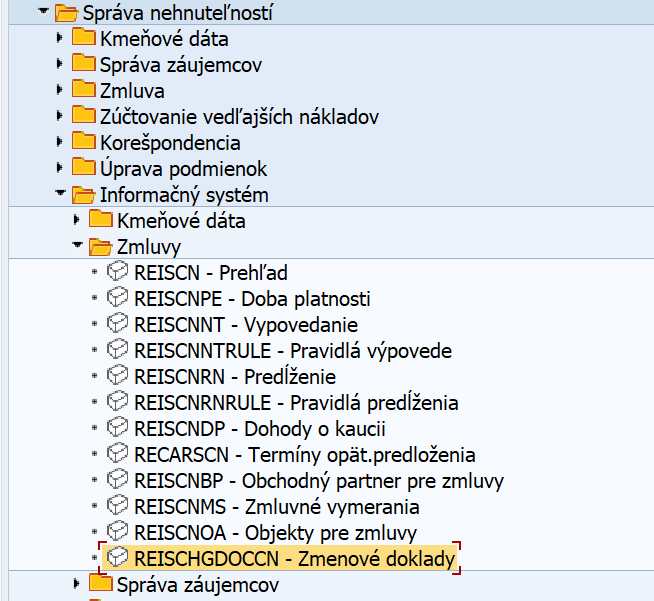 Správa nehnuteľností
Kmeňové dáta
Správa záujemcov
Zmluva
Zúčtovanie vedľajších nákladov
Korešpondencia
Úprava podmienok
Informačný systém
Kmeňové dáta
Zmluvy
REISCN - Prehľad
REISCNPE - Doba platnosti
REISCNNT - Vypovedanie
REISCNNTRULE - Pravidlá výpovede
REISCNRN - Predĺženie
REISCNRNRULE - Pravidlá predĺženia
REISCNDP - Dohody o kaucii
RECARSCN - Termíny opät.predloženia
REISCNBP - Obchodný partner pre zmluvy
REISCNMS - Zmluvné vymerania
REISCNOA - Objekty pre zmluvy
REISCHGDOCCN - Zmenové doklady
Správa záujemcov